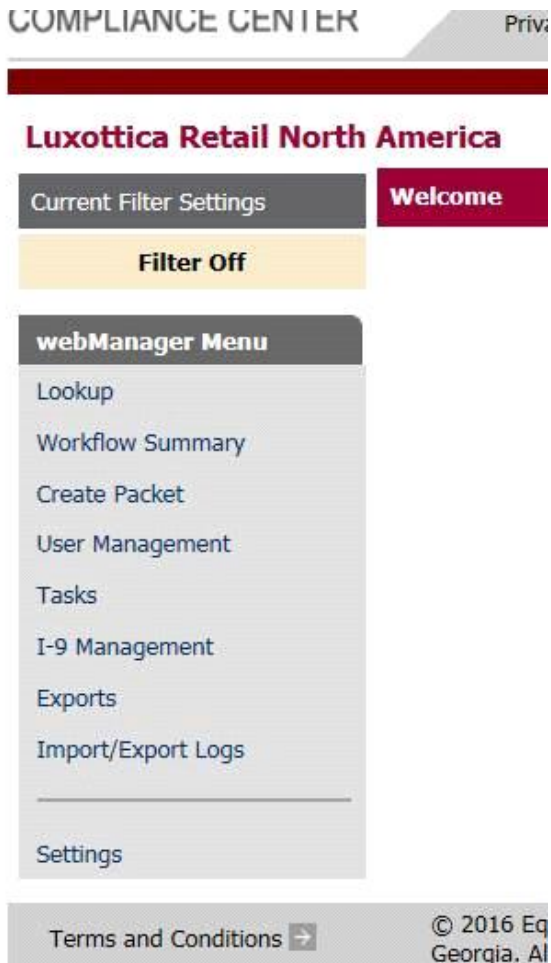 COMPLIANCE CENTER
Luxottica Retail North America
Current Filter Settings
Welcome
Filter Off
webManager Menu
Lookup
Workflow Summary
Create Packet
User Management
Tasks
I-9 Management
Exports
Import/Export Logs
Settings
Terms and Conditions
© 2016
Georgia.